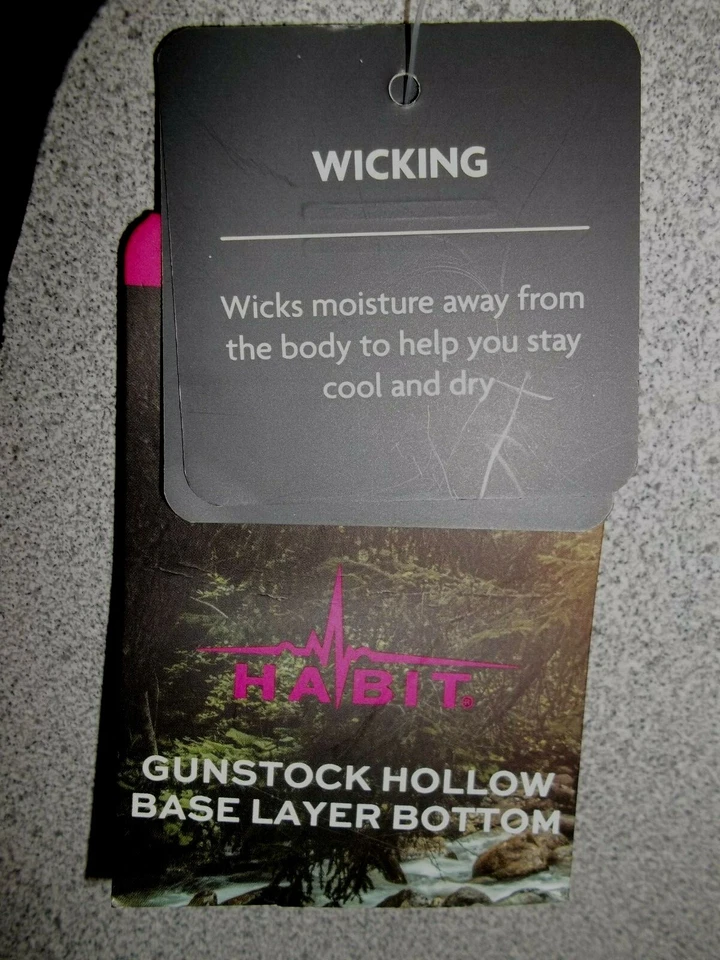 WICKING
Wicks moisture away from
the body to help you stay
cool and dry
HABIT®
GUNSTOCK HOLLOW
BASE LAYER BOTTOM